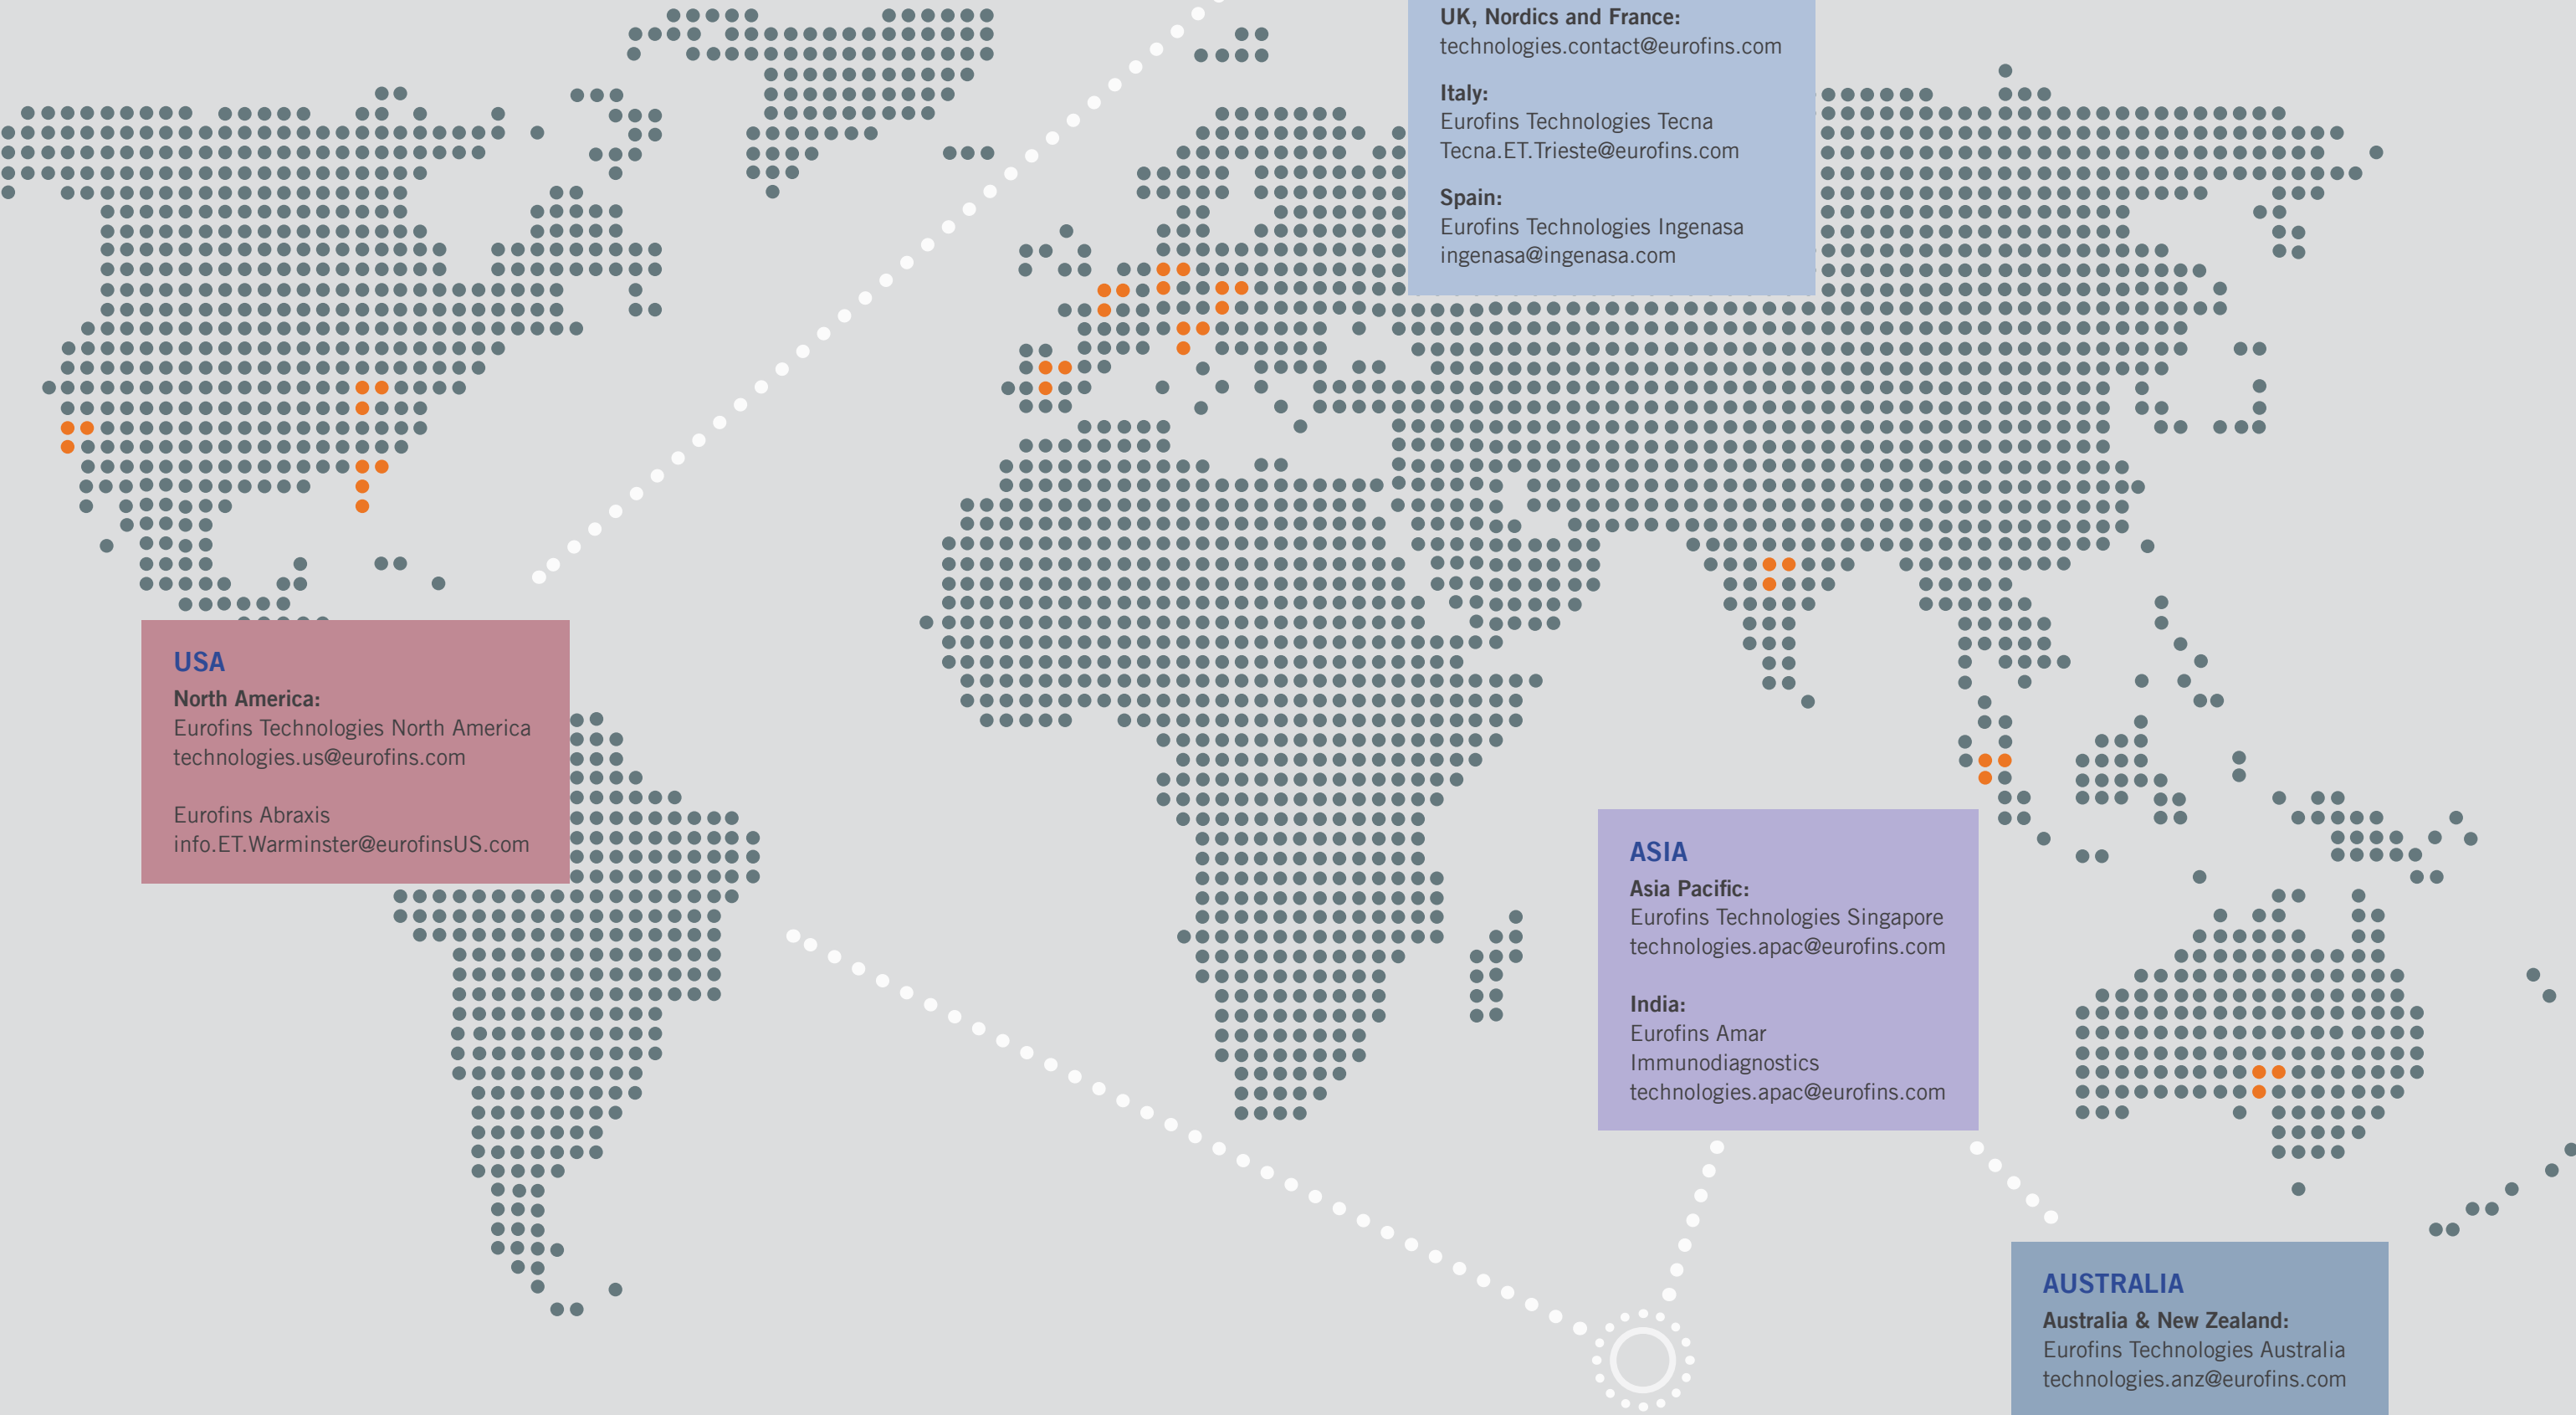 UK, Nordics and France:
technologies.contact@eurofins.com
Italy:
Eurofins Technologies Tecna
Tecna.ET.Trieste@eurofins.com
Spain:
Eurofins Technologies Ingenasa
ingenasa@ingenasa.com
USA
North America:
Eurofins Technologies North America
technologies.us@eurofins.com
Eurofins Abraxis
info.ET.Warminster@eurofinsUS.com
ASIA
Asia Pacific:
Eurofins Technologies Singapore
technologies.apac@eurofins.com
India:
Eurofins Amar
Immunodiagnostics
technologies.apac@eurofins.com
AUSTRALIA
Australia & New Zealand:
Eurofins Technologies Australia
technologies.anz@eurofins.com